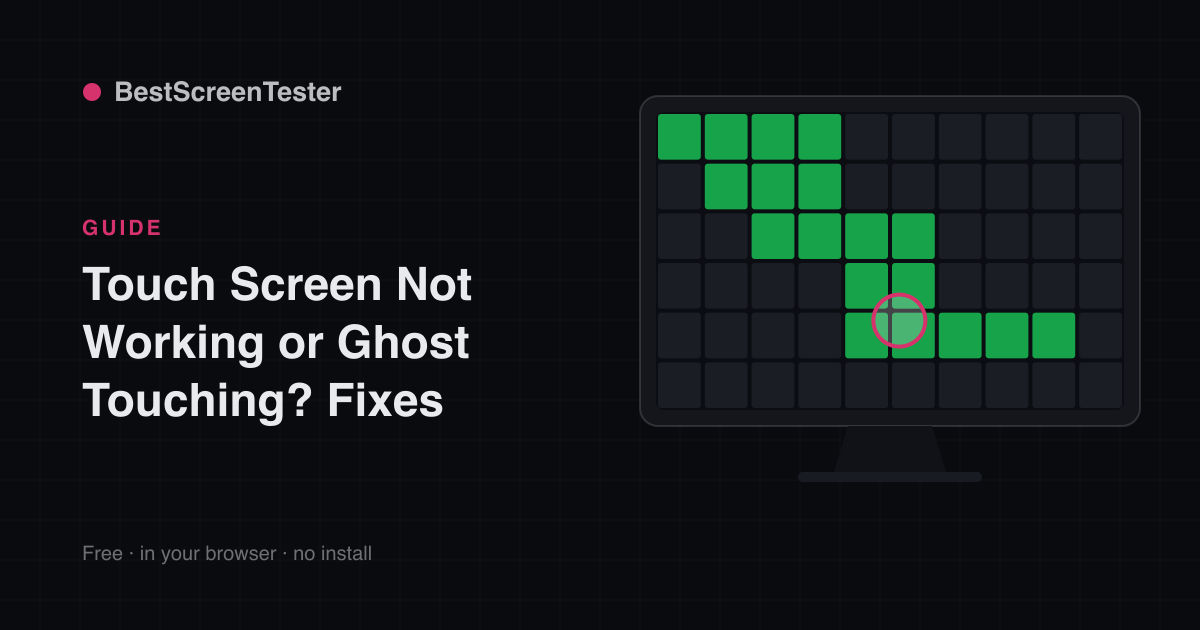 BestScreenTester
GUIDE
Touch Screen Not
Working or Ghost
Touching? Fixes
Free · in your browser · no install